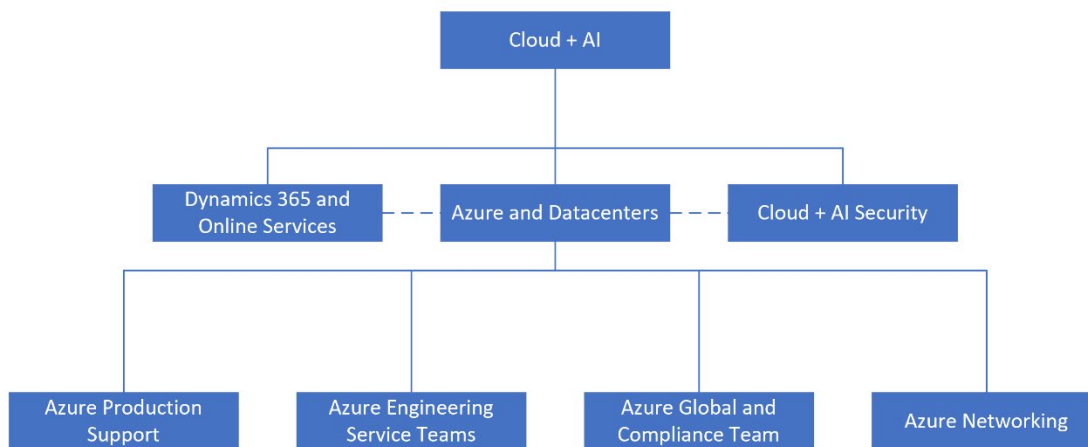 Cloud + AI
Dynamics 365 and
Online Services
Azure and Datacenters
Cloud + AI Security
Azure Production
Support
Azure Engineering
Service Teams
Azure Global and
Compliance Team
Azure Networking